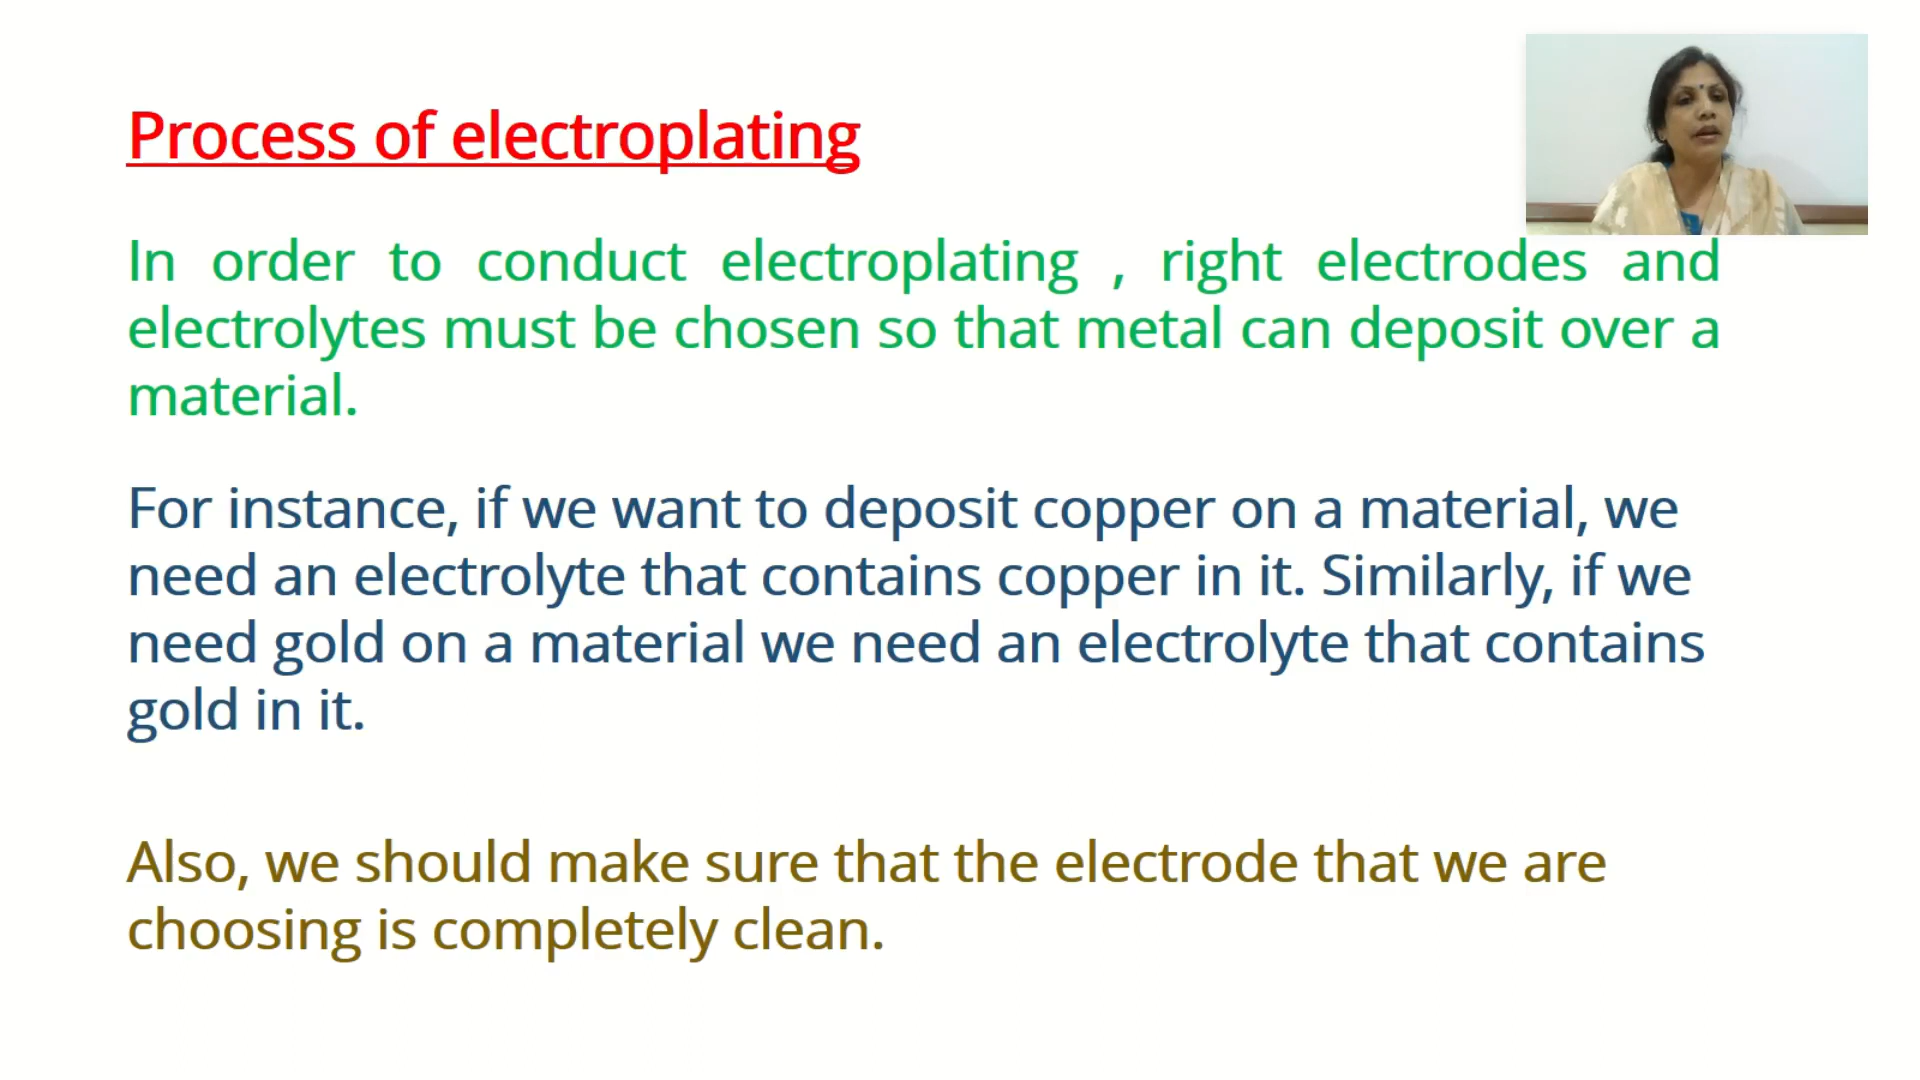 Process of electroplating
In order to conduct electroplating , right electrodes and
electrolytes must be chosen so that metal can deposit over a
material.
For instance, if we want to deposit copper on a material, we
need an electrolyte that contains copper in it. Similarly, if we
need gold on a material we need an electrolyte that contains
gold in it.
Also, we should make sure that the electrode that we are
choosing is completely clean.